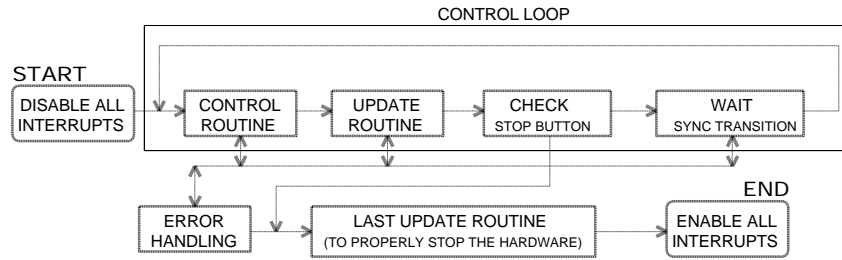 CONTROL LOOP
START
DISABLE ALL
INTERRUPTS
CONTROL
ROUTINE
UPDATE
ROUTINE
CHECK
STOP BUTTON
WAIT
SYNC TRANSITION
END
ERROR
HANDLING
LAST UPDATE ROUTINE
(TO PROPERLY STOP THE HARDWARE)
ENABLE ALL
INTERRUPTS